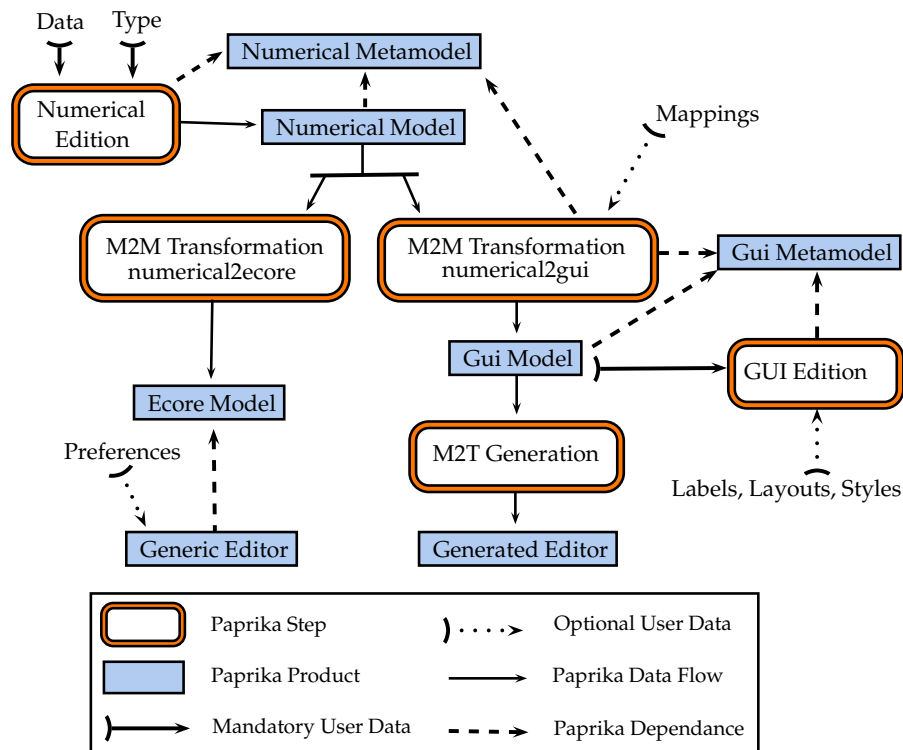 Data
Type
Numerical Metamodel
Numerical
Edition
Numerical Model
Mappings
M2M Transformation
numerical2ecore
M2M Transformation
numerical2gui
Gui Metamodel
Gui Model
GUI Edition
Ecore Model
Preferences
M2T Generation
Labels, Layouts, Styles
Generic Editor
Generated Editor
Paprika Step
Optional User Data
Paprika Product
Paprika Data Flow
Mandatory User Data
Paprika Dependance